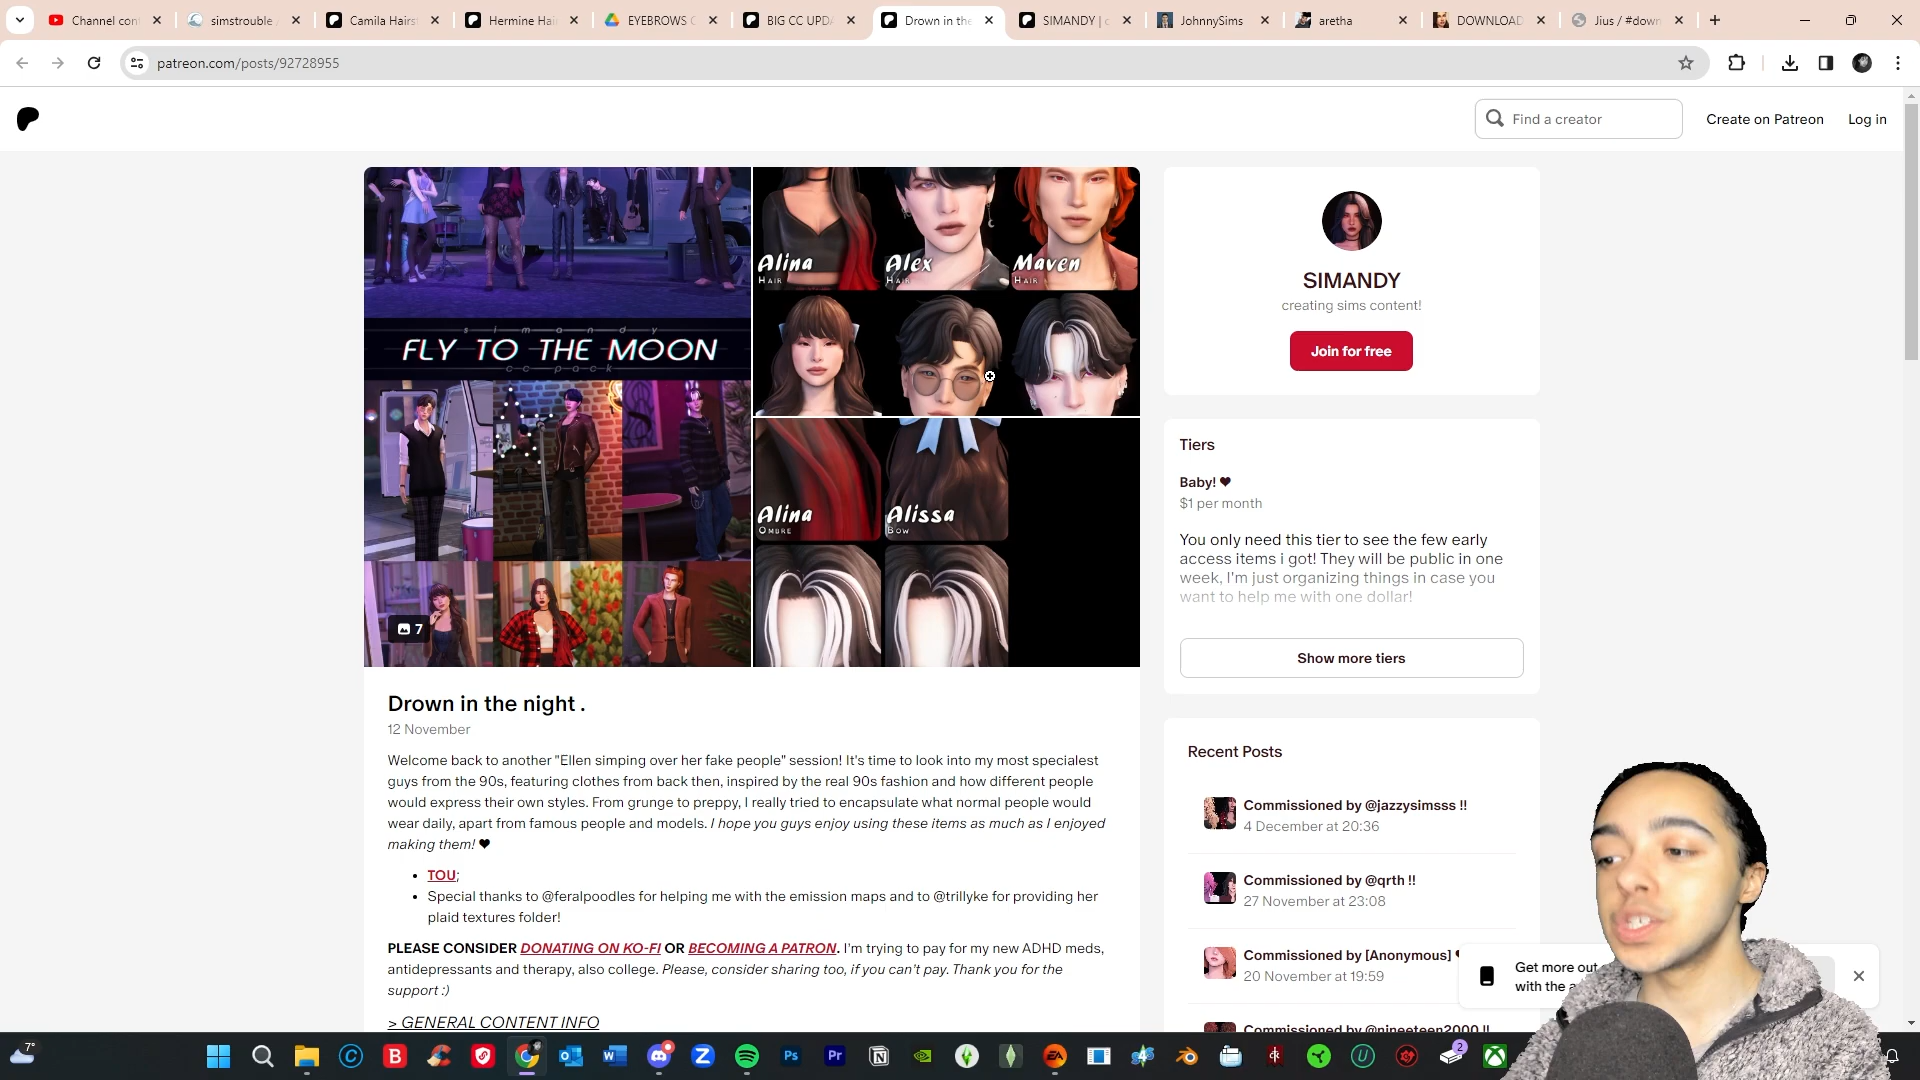 Channel con
simstrouble
Camila Hairs
Hermine Hai
EYEBROWS C
BIG CC UPD
Drown in the
SIMANDY | c
JohnnySims
aretha
DOWNLOAD
Jius / #down
patreon.com/posts/92728955
Find a creator
Create on Patreon
Log in
simandy
FLY TO THE MOON
cc pack
7
Alina
HAIR
Alex
HAIR
Maven
HAIR
Alina
OMBRE
Alissa
BOW
SIMANDY
creating sims content!
Join for free
Tiers
Baby! ♥
$1 per month
You only need this tier to see the few early
access items i got! They will be public in one
week, I'm just organizing things in case you
want to help me with one dollar!
Show more tiers
Drown in the night .
12 November
Welcome back to another "Ellen simping over her fake people" session! It's time to look into my most specialest
guys from the 90s, featuring clothes from back then, inspired by the real 90s fashion and how different people
would express their own styles. From grunge to preppy, I really tried to encapsulate what normal people would
wear daily, apart from famous people and models. I hope you guys enjoy using these items as much as I enjoyed
making them! ♥
• TOU;
• Special thanks to @feralpoodles for helping me with the emission maps and to @trillyke for providing her
plaid textures folder!
PLEASE CONSIDER DONATING ON KO-FI OR BECOMING A PATRON. I'm trying to pay for my new ADHD meds,
antidepressants and therapy, also college. Please, consider sharing too, if you can't pay. Thank you for the
support :)
> GENERAL CONTENT INFO
Recent Posts
Commissioned by @jazzysimsss !!
4 December at 20:36
Commissioned by @qrth !!
27 November at 23:08
Commissioned by [Anonymous]
20 November at 19:59
Commissioned by @nineeteen2000 !!
Get more out
with the a
7°
2